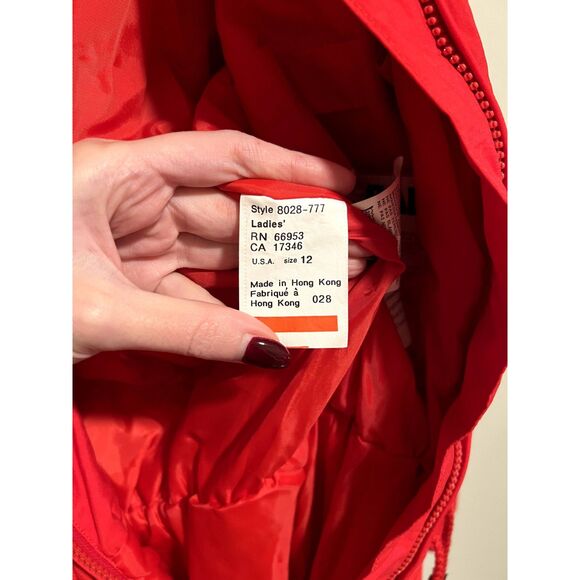 Style 8028-777
Ladies'
RN 66953
CA 17346
U.S.A. size 12
Made in Hong Kong
Fabriqué à
Hong Kong 028